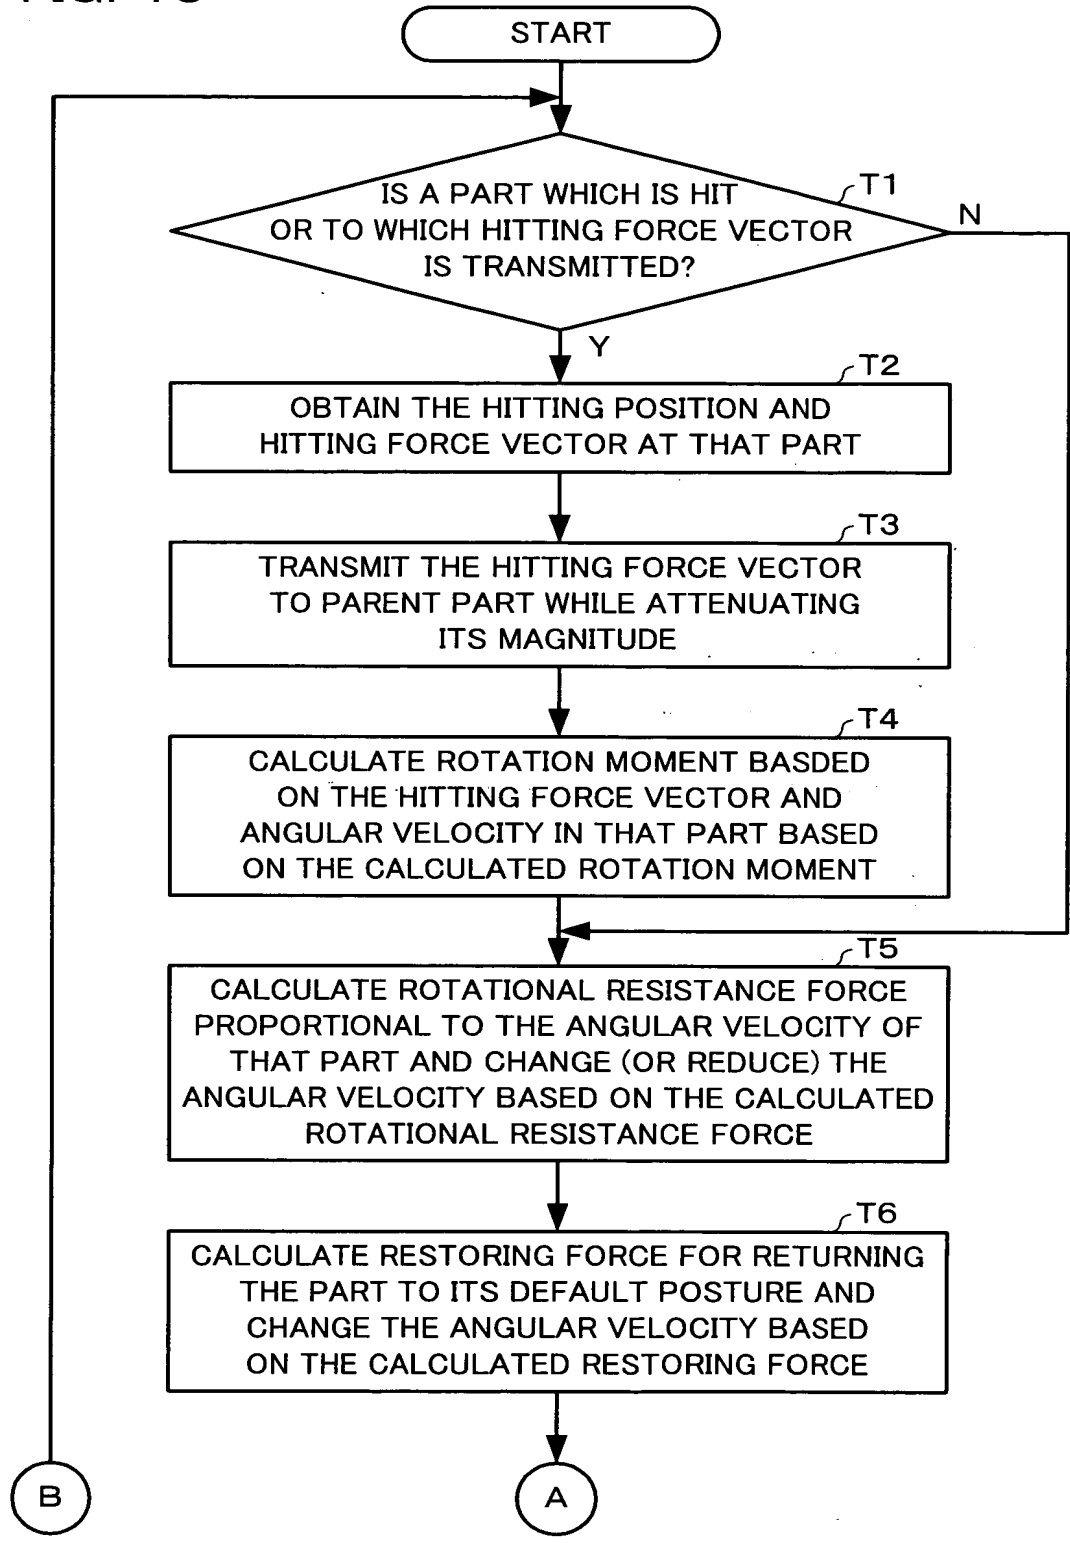 START
IS A PART WHICH IS HIT
OR TO WHICH HITTING FORCE VECTOR
IS TRANSMITTED?
T1
N
Y
T2
OBTAIN THE HITTING POSITION AND
HITTING FORCE VECTOR AT THAT PART
T3
TRANSMIT THE HITTING FORCE VECTOR
TO PARENT PART WHILE ATTENUATING
ITS MAGNITUDE
T4
CALCULATE ROTATION MOMENT BASDED
ON THE HITTING FORCE VECTOR AND
ANGULAR VELOCITY IN THAT PART BASED
ON THE CALCULATED ROTATION MOMENT
T5
CALCULATE ROTATIONAL RESISTANCE FORCE
PROPORTIONAL TO THE ANGULAR VELOCITY OF
THAT PART AND CHANGE (OR REDUCE) THE
ANGULAR VELOCITY BASED ON THE CALCULATED
ROTATIONAL RESISTANCE FORCE
T6
CALCULATE RESTORING FORCE FOR RETURNING
THE PART TO ITS DEFAULT POSTURE AND
CHANGE THE ANGULAR VELOCITY BASED
ON THE CALCULATED RESTORING FORCE
B
A